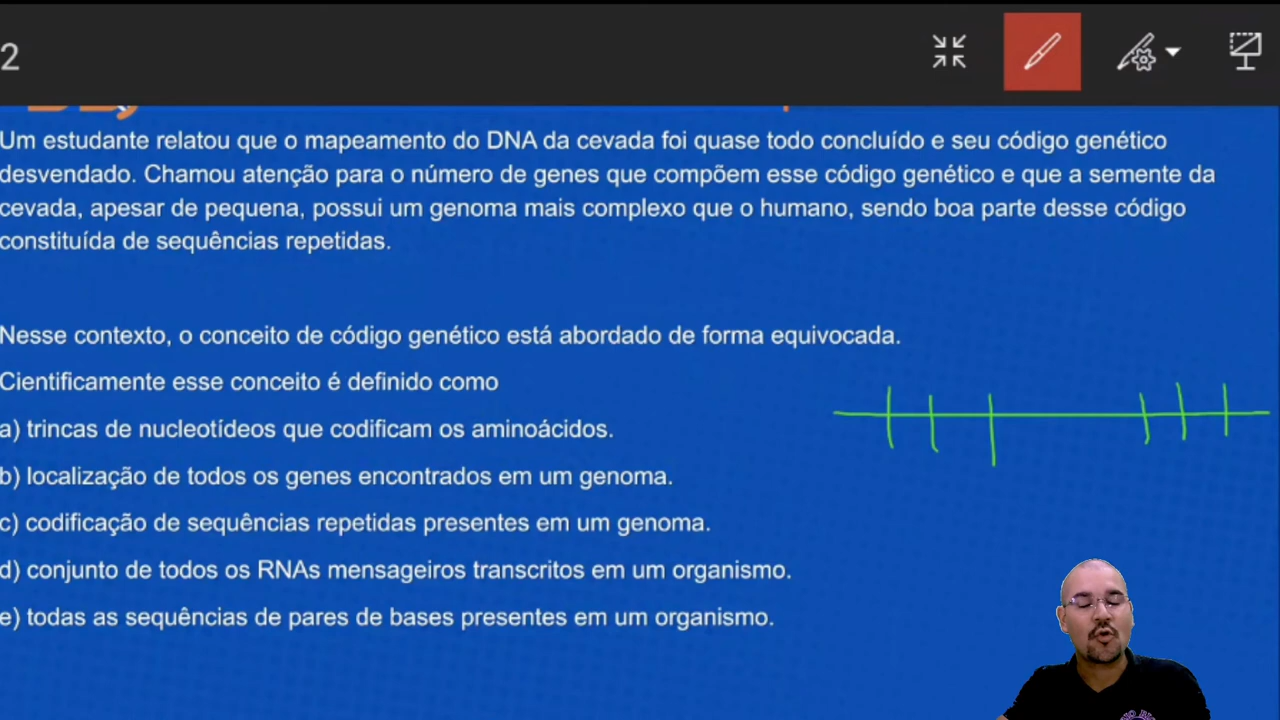 2
Um estudante relatou que o mapeamento do DNA da cevada foi quase todo concluído e seu código genético
desvendado. Chamou atenção para o número de genes que compõem esse código genético e que a semente da
cevada, apesar de pequena, possui um genoma mais complexo que o humano, sendo boa parte desse código
constituída de sequências repetidas.
Nesse contexto, o conceito de código genético está abordado de forma equivocada.
Cientificamente esse conceito é definido como
a) trincas de nucleotídeos que codificam os aminoácidos.
b) localização de todos os genes encontrados em um genoma.
c) codificação de sequências repetidas presentes em um genoma.
d) conjunto de todos os RNAs mensageiros transcritos em um organismo.
e) todas as sequências de pares de bases presentes em um organismo.